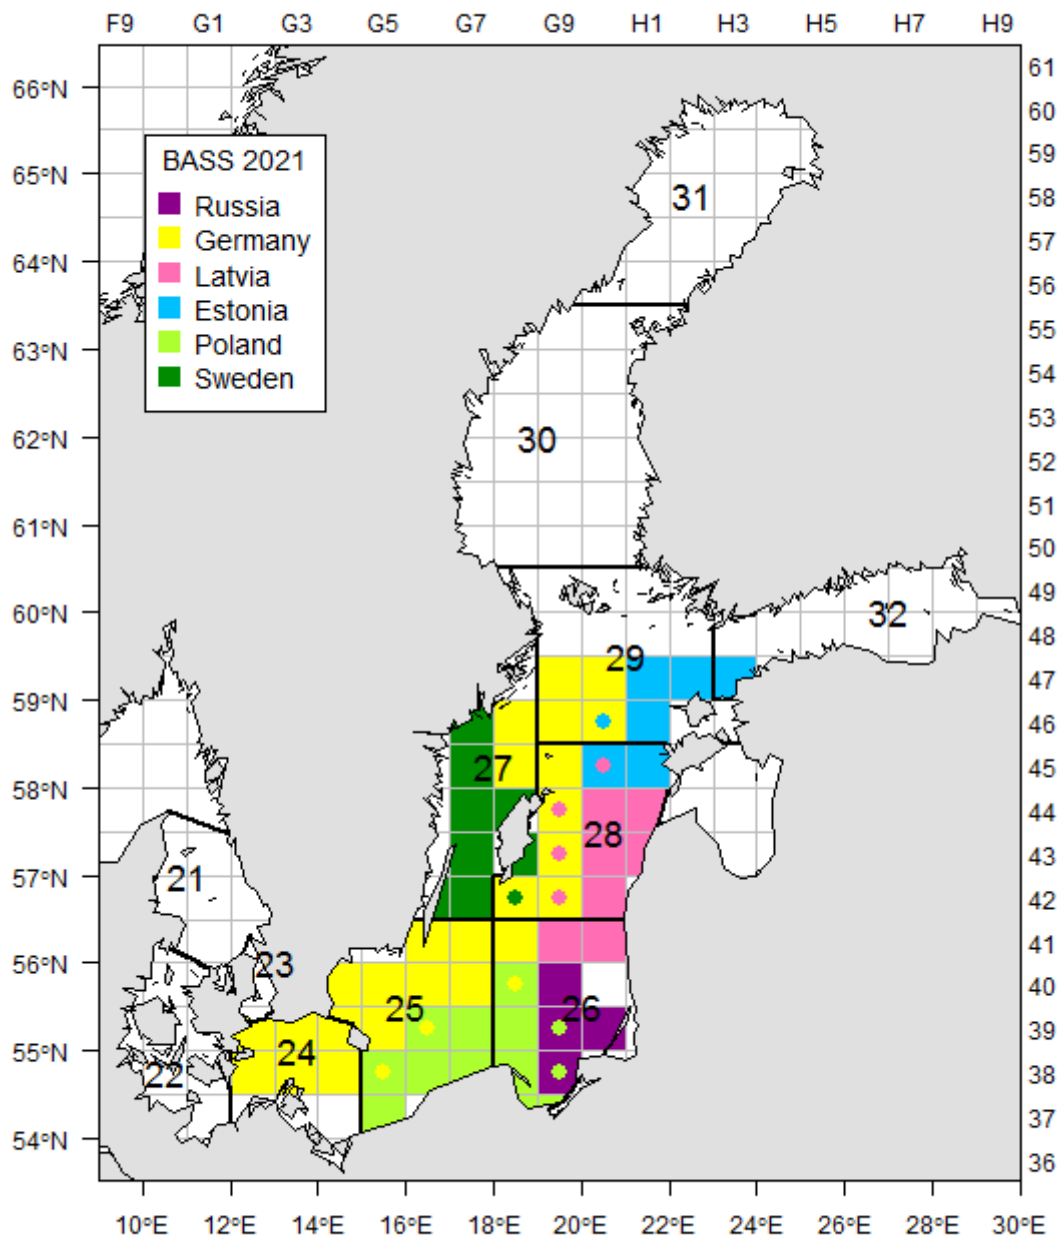 F9 G1 G3 G5 G7 G9 H1 H3 H5 H7 H9
66°N
65°N
64°N
63°N
62°N
61°N
60°N
59°N
58°N
57°N
56°N
55°N
54°N
BASS 2021
Russia
Germany
Latvia
Estonia
Poland
Sweden
31
30
32
29
27
28
21
23
26
25
24
22
61
60
59
58
57
56
55
54
53
52
51
50
49
48
47
46
45
44
43
42
41
40
39
38
37
36
10°E 12°E 14°E 16°E 18°E 20°E 22°E 24°E 26°E 28°E 30°E